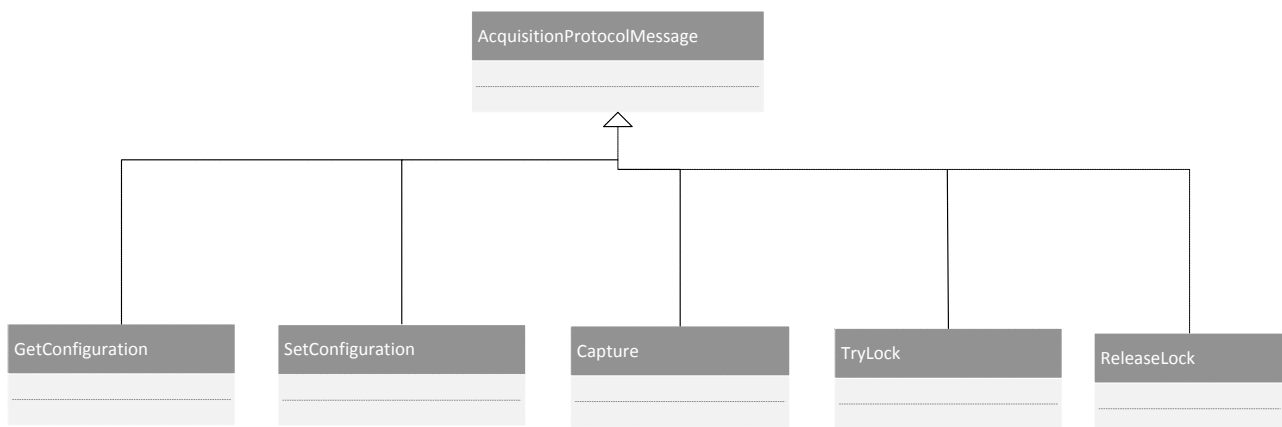 AcquisitionProtocolMessage
GetConfiguration
SetConfiguration
Capture
TryLock
ReleaseLock